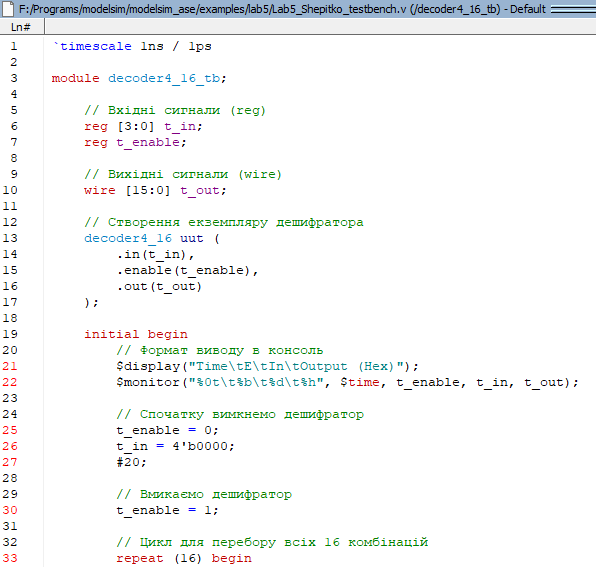 F:/Programs/modelsim/modelsim_ase/examples/lab5/Lab5_Shepitko_testbench.v (/decoder4_16_tb) - Default
Ln#
1 `timescale 1ns / 1ps
2
3 module decoder4_16_tb;
4
5 // Вхідні сигнали (reg)
6 reg [3:0] t_in;
7 reg t_enable;
8
9 // Вихідні сигнали (wire)
10 wire [15:0] t_out;
11
12 // Створення екземпляру дешифратора
13 decoder4_16 uut (
14 .in(t_in),
15 .enable(t_enable),
16 .out(t_out)
17 );
18
19 initial begin
20 // Формат виводу в консоль
21 $display("Time\tE\tIn\tOutput (Hex)");
22 $monitor("%0t\t%b\t%d\t%h", $time, t_enable, t_in, t_out);
23
24 // Спочатку вимкнемо дешифратор
25 t_enable = 0;
26 t_in = 4'b0000;
27 #20;
28
29 // Вмикаємо дешифратор
30 t_enable = 1;
31
32 // Цикл для перебору всіх 16 комбінацій
33 repeat (16) begin